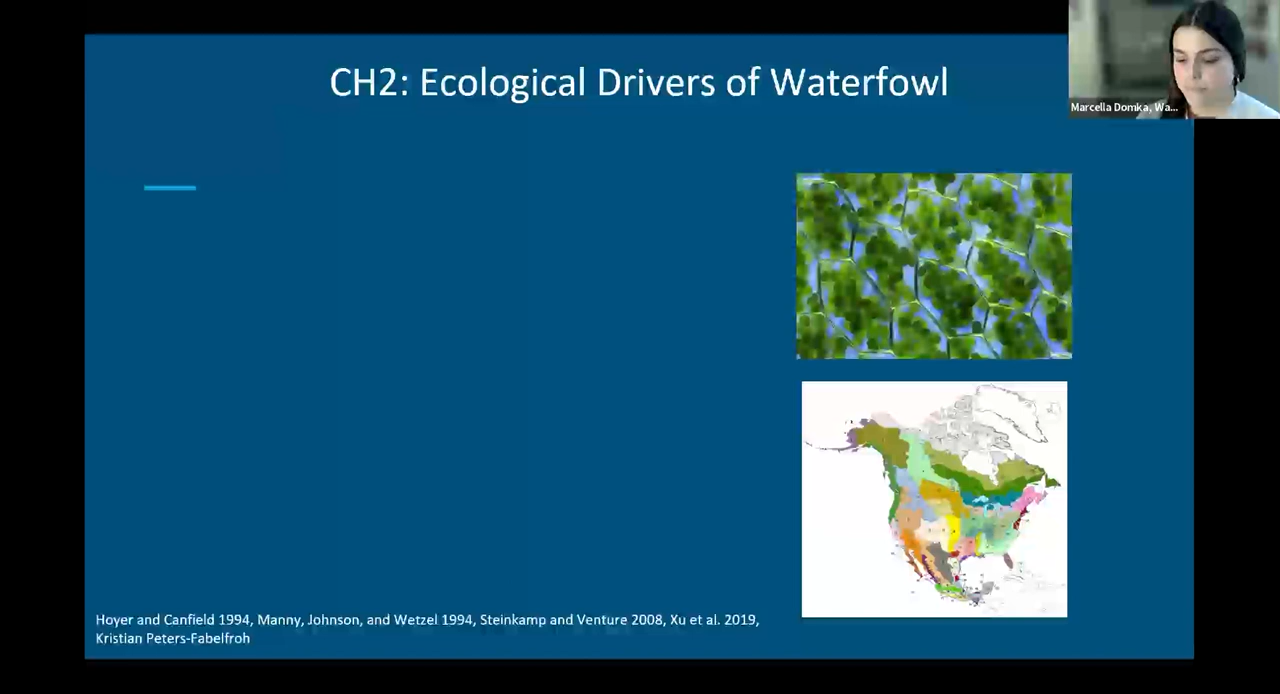 CH2: Ecological Drivers of Waterfowl
Marcella Domka, Wa...
Hoyer and Canfield 1994, Manny, Johnson, and Wetzel 1994, Steinkamp and Venture 2008, Xu et al. 2019,
Kristian Peters-Fabelfroh